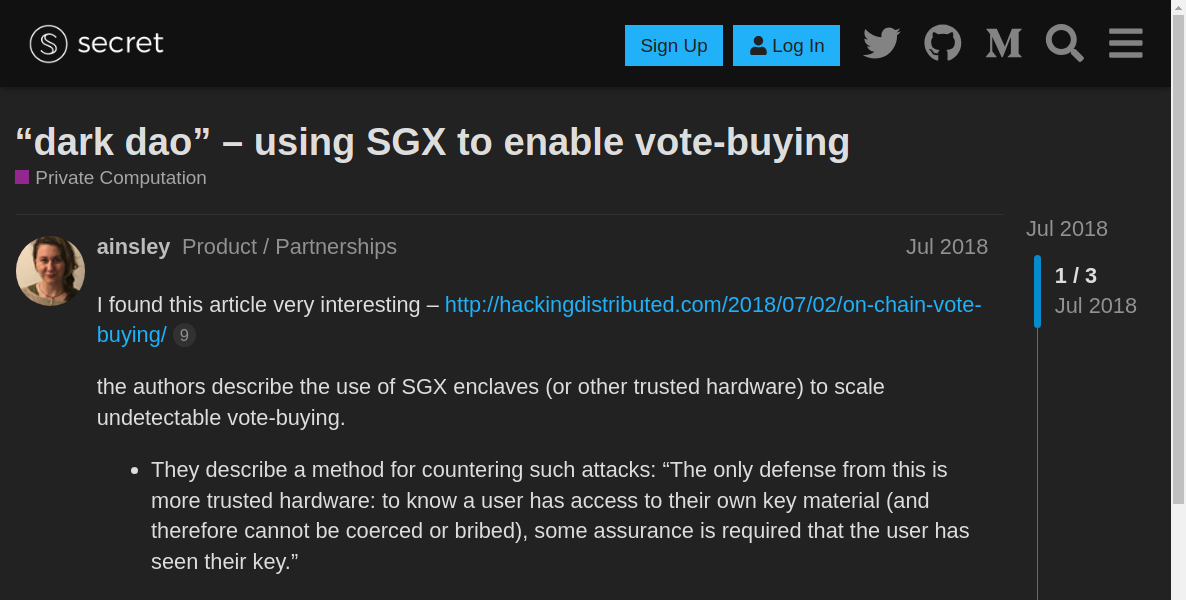 secret
Sign Up
Log In
“dark dao” – using SGX to enable vote-buying
Private Computation
Jul 2018
ainsley Product / Partnerships Jul 2018
1 / 3
Jul 2018
I found this article very interesting – http://hackingdistributed.com/2018/07/02/on-chain-vote-
buying/ 9
the authors describe the use of SGX enclaves (or other trusted hardware) to scale
undetectable vote-buying.
• They describe a method for countering such attacks: “The only defense from this is
more trusted hardware: to know a user has access to their own key material (and
therefore cannot be coerced or bribed), some assurance is required that the user has
seen their key.”